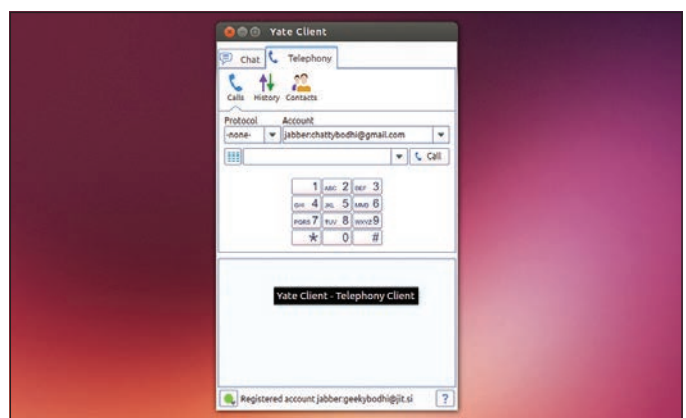 Yate Client
Chat Telephony
Calls History Contacts
Protocol Account
-none- jabber:chattybodhi@gmail.com
Call
1 ABC 2 DEF 3
GHI 4 JKL 5 MNO 6
PQRS 7 TUV 8 WXYZ 9
* 0 #
Yate Client - Telephony Client
Registered account jabber:geekybodhi@jit.si ?